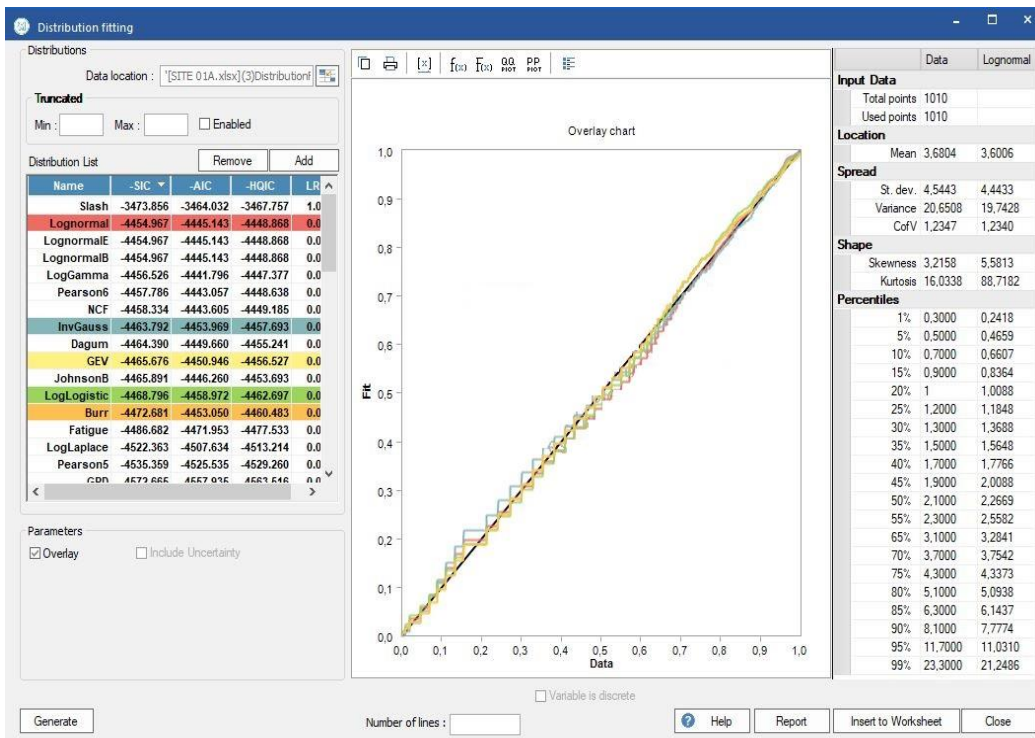 Distribution fitting
Distributions
Data location : '[SITE 01A.xlsx](3)Distributionf
Truncated
Min : Max : Enabled
Distribution List Remove Add
Name -SIC -AIC -HQIC LR
Slash -3473.856 -3464.032 -3467.757 1.0
Lognormal -4454.967 -4445.143 -4448.868 0.0
LognormalE -4454.967 -4445.143 -4448.868 0.0
LognormalB -4454.967 -4445.143 -4448.868 0.0
LogGamma -4456.526 -4441.796 -4447.377 0.0
Pearson6 -4457.786 -4443.057 -4448.638 0.0
NCF -4458.334 -4443.605 -4449.185 0.0
InvGauss -4463.792 -4453.969 -4457.693 0.0
Dagum -4464.390 -4449.660 -4455.241 0.0
GEV -4465.676 -4450.946 -4456.527 0.0
JohnsonB -4465.891 -4446.260 -4453.693 0.0
LogLogistic -4468.796 -4458.972 -4462.697 0.0
Burr -4472.681 -4453.050 -4460.483 0.0
Fatigue -4486.682 -4471.953 -4477.533 0.0
LogLaplace -4522.363 -4507.634 -4513.214 0.0
Pearson5 -4535.359 -4525.535 -4529.260 0.0
GPD -4572.665 -4557.935 -4563.516 0.0
Parameters
Overlay Include Uncertainty
Generate
[x] f(x) F(x) QQ PLOT PP PLOT
Overlay chart
1,0
0,9
0,8
0,7
0,6
0,5
0,4
0,3
0,2
0,1
0,0
Fit
0,0 0,1 0,2 0,3 0,4 0,5 0,6 0,7 0,8 0,9 1,0
Data
Variable is discrete
Number of lines :
Data Lognormal
Input Data
Total points 1010
Used points 1010
Location
Mean 3,6804 3,6006
Spread
St. dev. 4,5443 4,4433
Variance 20,6508 19,7428
CofV 1,2347 1,2340
Shape
Skewness 3,2158 5,5813
Kurtosis 16,0338 88,7182
Percentiles
1% 0,3000 0,2418
5% 0,5000 0,4659
10% 0,7000 0,6607
15% 0,9000 0,8364
20% 1 1,0088
25% 1,2000 1,1848
30% 1,3000 1,3688
35% 1,5000 1,5648
40% 1,7000 1,7766
45% 1,9000 2,0088
50% 2,1000 2,2669
55% 2,3000 2,5582
65% 3,1000 3,2841
70% 3,7000 3,7542
75% 4,3000 4,3373
80% 5,1000 5,0938
85% 6,3000 6,1437
90% 8,1000 7,7774
95% 11,7000 11,0310
99% 23,3000 21,2486
Help Report Insert to Worksheet Close